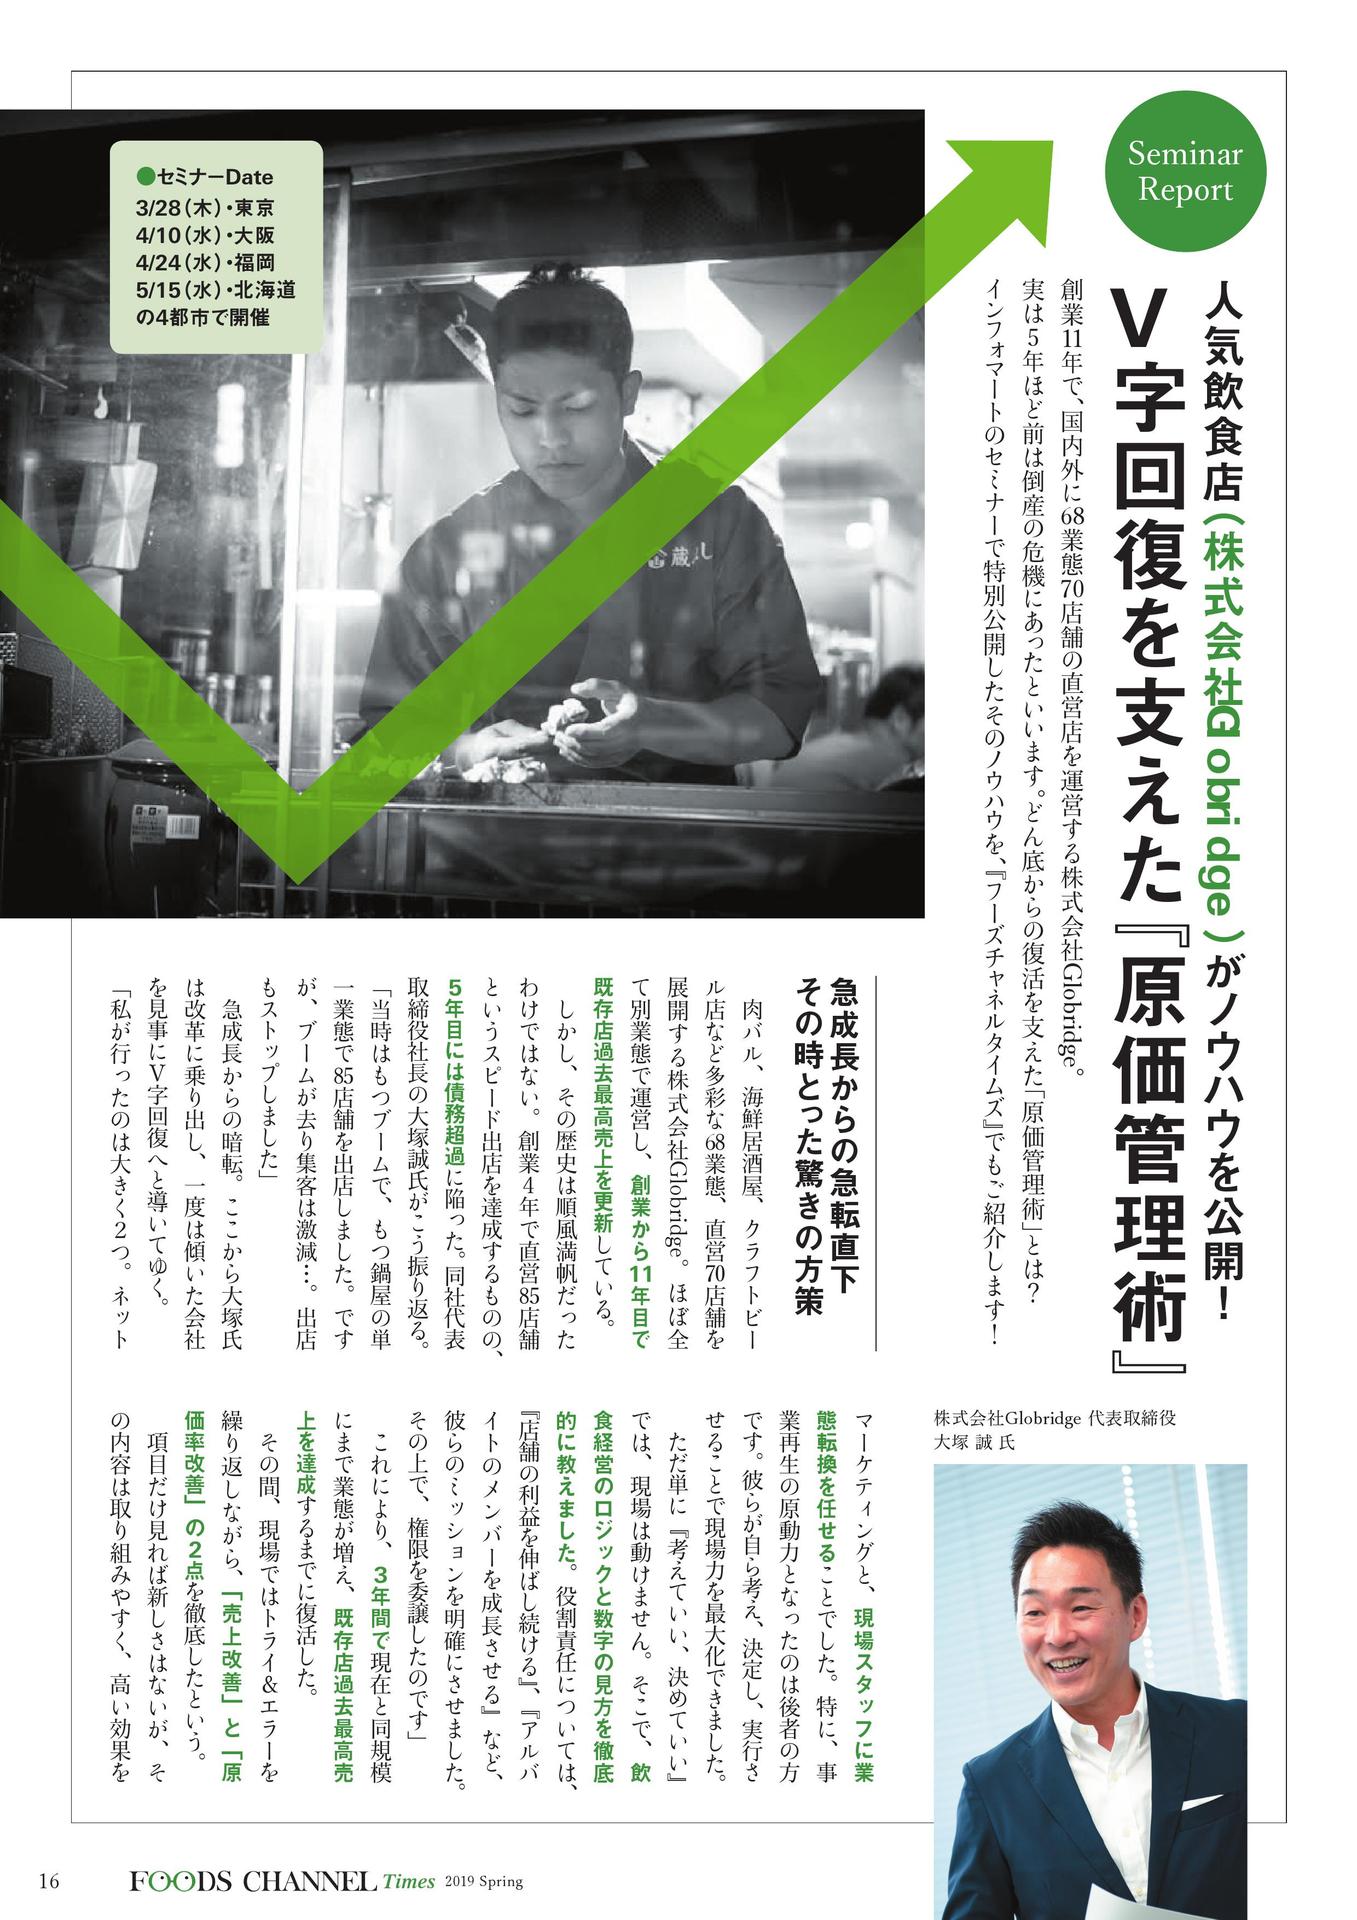 Seminar
Report
人気飲食店（株式会社Globridge）がノウハウを公開！
V字回復を支えた『原価管理術』
創業11年で、国内外に68業態70店舗の直営店を運営する株式会社Globridge。
実は5年ほど前は倒産の危機にあったといいます。どん底からの復活を支えた「原価管理術」とは？
インフォマートのセミナーで特別公開したそのノウハウを、『フーズチャネルタイムズ』でもご紹介します！
●セミナーDate
3/28（木）・東京
4/10（水）・大阪
4/24（水）・福岡
5/15（水）・北海道
の4都市で開催
急成長からの急転直下
その時とった驚きの方策
肉バル、海鮮居酒屋、クラフトビー
ル店など多彩な68業態、直営70店舗を
展開する株式会社Globridge。ほぼ全
て別業態で運営し、創業から11年目で
既存店過去最高売上を更新している。
しかし、その歴史は順風満帆だった
わけではない。創業4年で直営85店舗
というスピード出店を達成するものの、
5年目には債務超過に陥った。同社代表
取締役社長の大塚誠氏がこう振り返る。
「当時はもつブームで、もつ鍋屋の単
一業態で85店舗を出店しました。です
が、ブームが去り集客は激減…。出店
もストップしました」
急成長からの暗転。ここから大塚氏
は改革に乗り出し、一度は傾いた会社
を見事にV字回復へと導いてゆく。
「私が行ったのは大きく2つ。ネット
マーケティングと、現場スタッフに業
態転換を任せることでした。特に、事
業再生の原動力となったのは後者の方
です。彼らが自ら考え、決定し、実行さ
せることで現場力を最大化できました。
ただ単に『考えていい、決めていい』
では、現場は動けません。そこで、飲
食経営のロジックと数字の見方を徹底
的に教えました。役割責任については、
『店舗の利益を伸ばし続ける』、『アルバ
イトのメンバーを成長させる』など、
彼らのミッションを明確にさせました。
その上で、権限を委譲したのです」
これにより、3年間で現在と同規模
にまで業態が増え、既存店過去最高売
上を達成するまでに復活した。
その間、現場ではトライ＆エラーを
繰り返しながら、「売上改善」と「原
価率改善」の2点を徹底したという。
項目だけ見れば新しさはないが、そ
の内容は取り組みやすく、高い効果を
株式会社Globridge 代表取締役
大塚 誠 氏
16
FOODS CHANNEL Times 2019 Spring